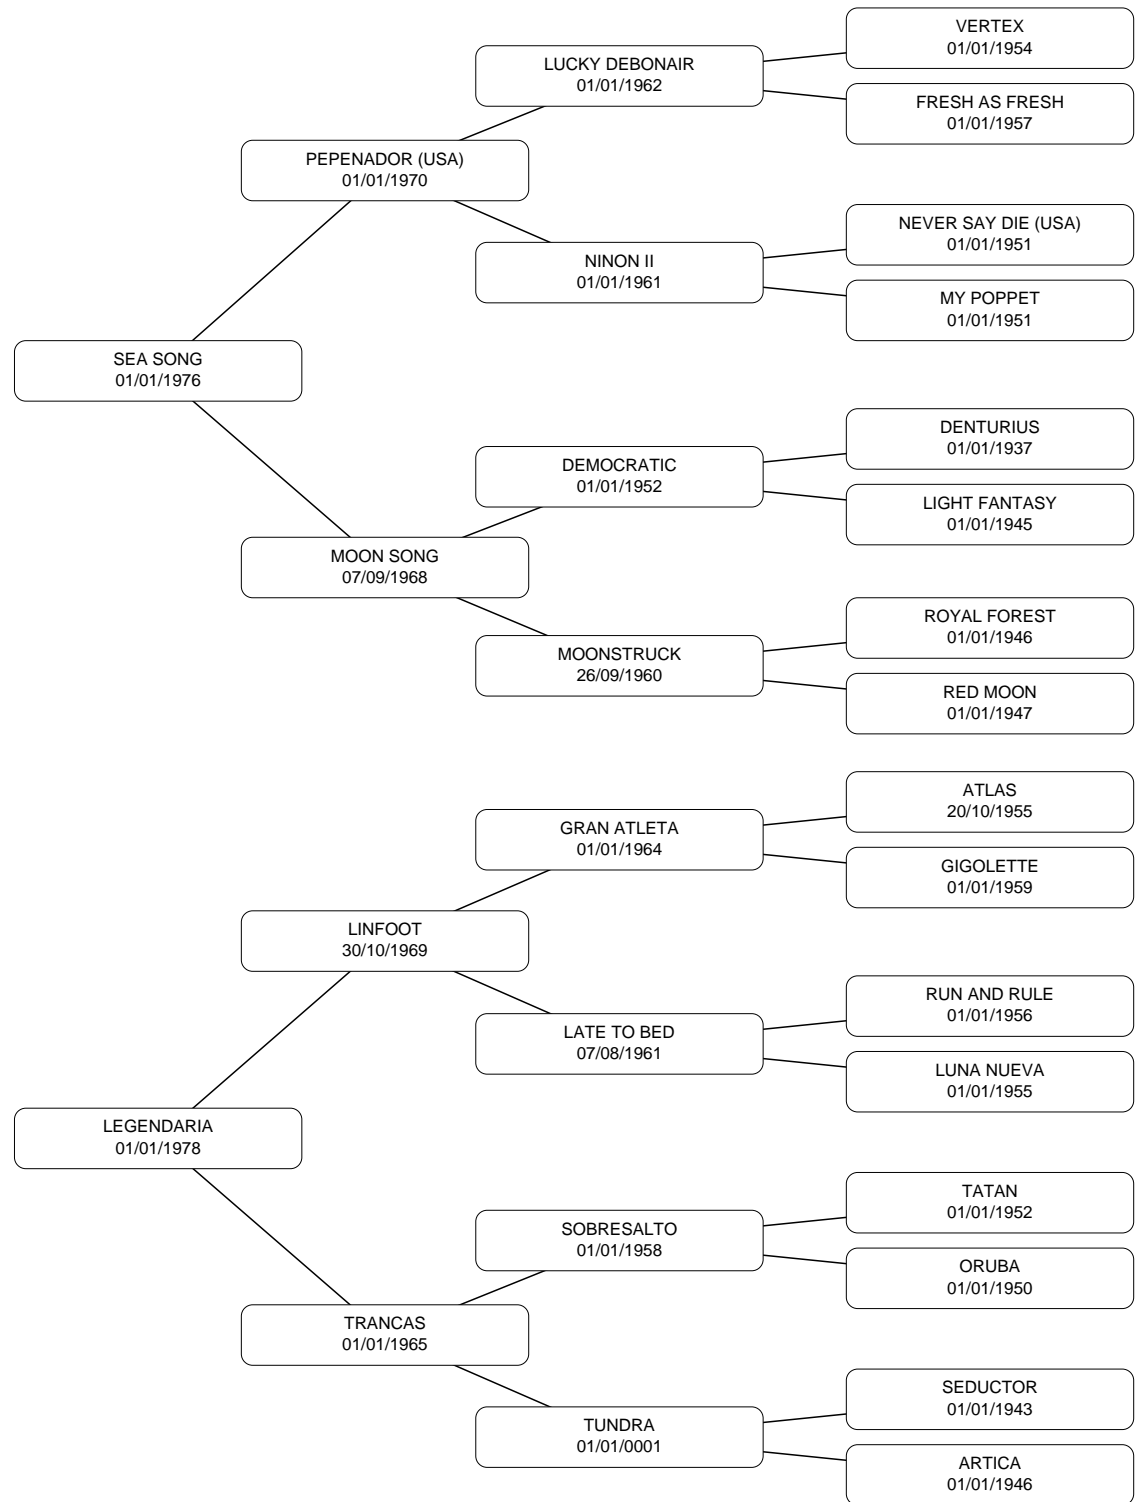 VERTEX
01/01/1954
LUCKY DEBONAIR
01/01/1962
FRESH AS FRESH
01/01/1957
PEPENADOR (USA)
01/01/1970
NEVER SAY DIE (USA)
01/01/1951
NINON II
01/01/1961
MY POPPET
01/01/1951
SEA SONG
01/01/1976
DENTURIUS
01/01/1937
DEMOCRATIC
01/01/1952
LIGHT FANTASY
01/01/1945
MOON SONG
07/09/1968
ROYAL FOREST
01/01/1946
MOONSTRUCK
26/09/1960
RED MOON
01/01/1947
ATLAS
20/10/1955
GRAN ATLETA
01/01/1964
GIGOLETTE
01/01/1959
LINFOOT
30/10/1969
RUN AND RULE
01/01/1956
LATE TO BED
07/08/1961
LUNA NUEVA
01/01/1955
LEGENDARIA
01/01/1978
TATAN
01/01/1952
SOBRESALTO
01/01/1958
ORUBA
01/01/1950
TRANCAS
01/01/1965
SEDUCTOR
01/01/1943
TUNDRA
01/01/0001
ARTICA
01/01/1946